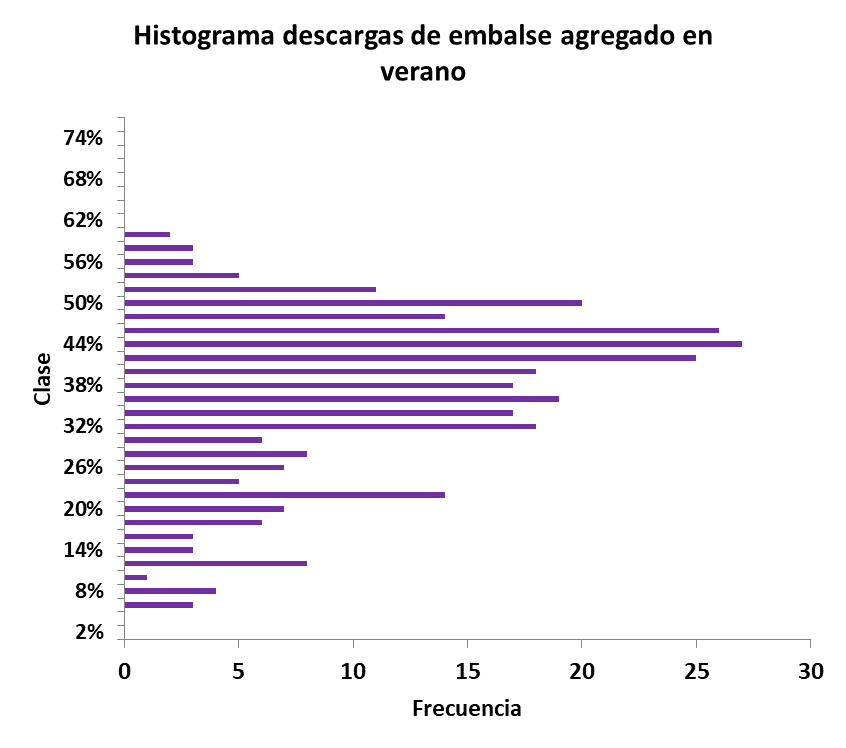 Histograma descargas de embalse agregado en
verano
74%
68%
62%
56%
50%
44%
38%
32%
26%
20%
14%
8%
2%
Clase
0 5 10 15 20 25 30
Frecuencia